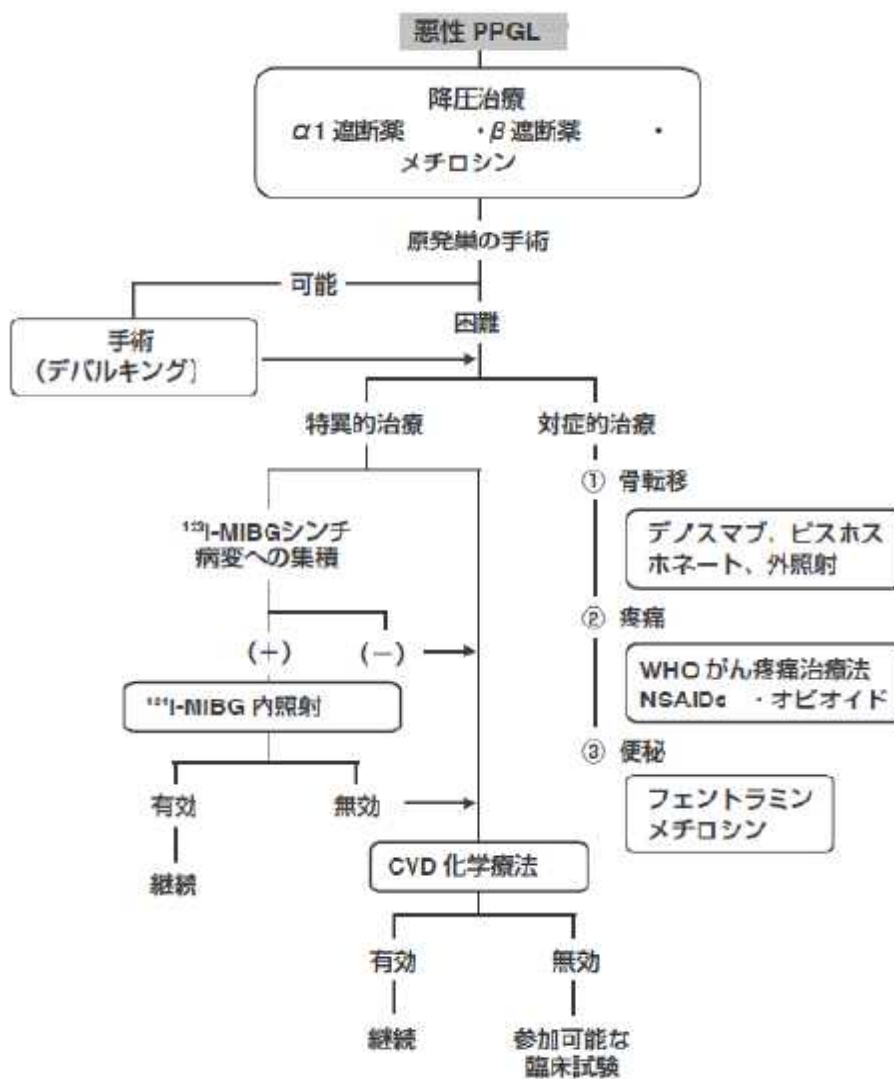 悪性 PPGL
降圧治療
α1 遮断薬 ・β 遮断薬 ・
メチロシン
原発巣の手術
可能
困難
手術
(デバルキング)
特異的治療
対症的治療
① 骨転移
¹²³I-MIBGシンチ
病変への集積
デノスマブ、ビスホス
ホネート、外照射
② 疼痛
(+)
(−)
WHO がん疼痛治療法
NSAIDs ・オピオイド
¹³¹I-MIBG 内照射
③ 便秘
有効
無効
フェントラミン
メチロシン
継続
CVD 化学療法
有効
無効
継続
参加可能な
臨床試験